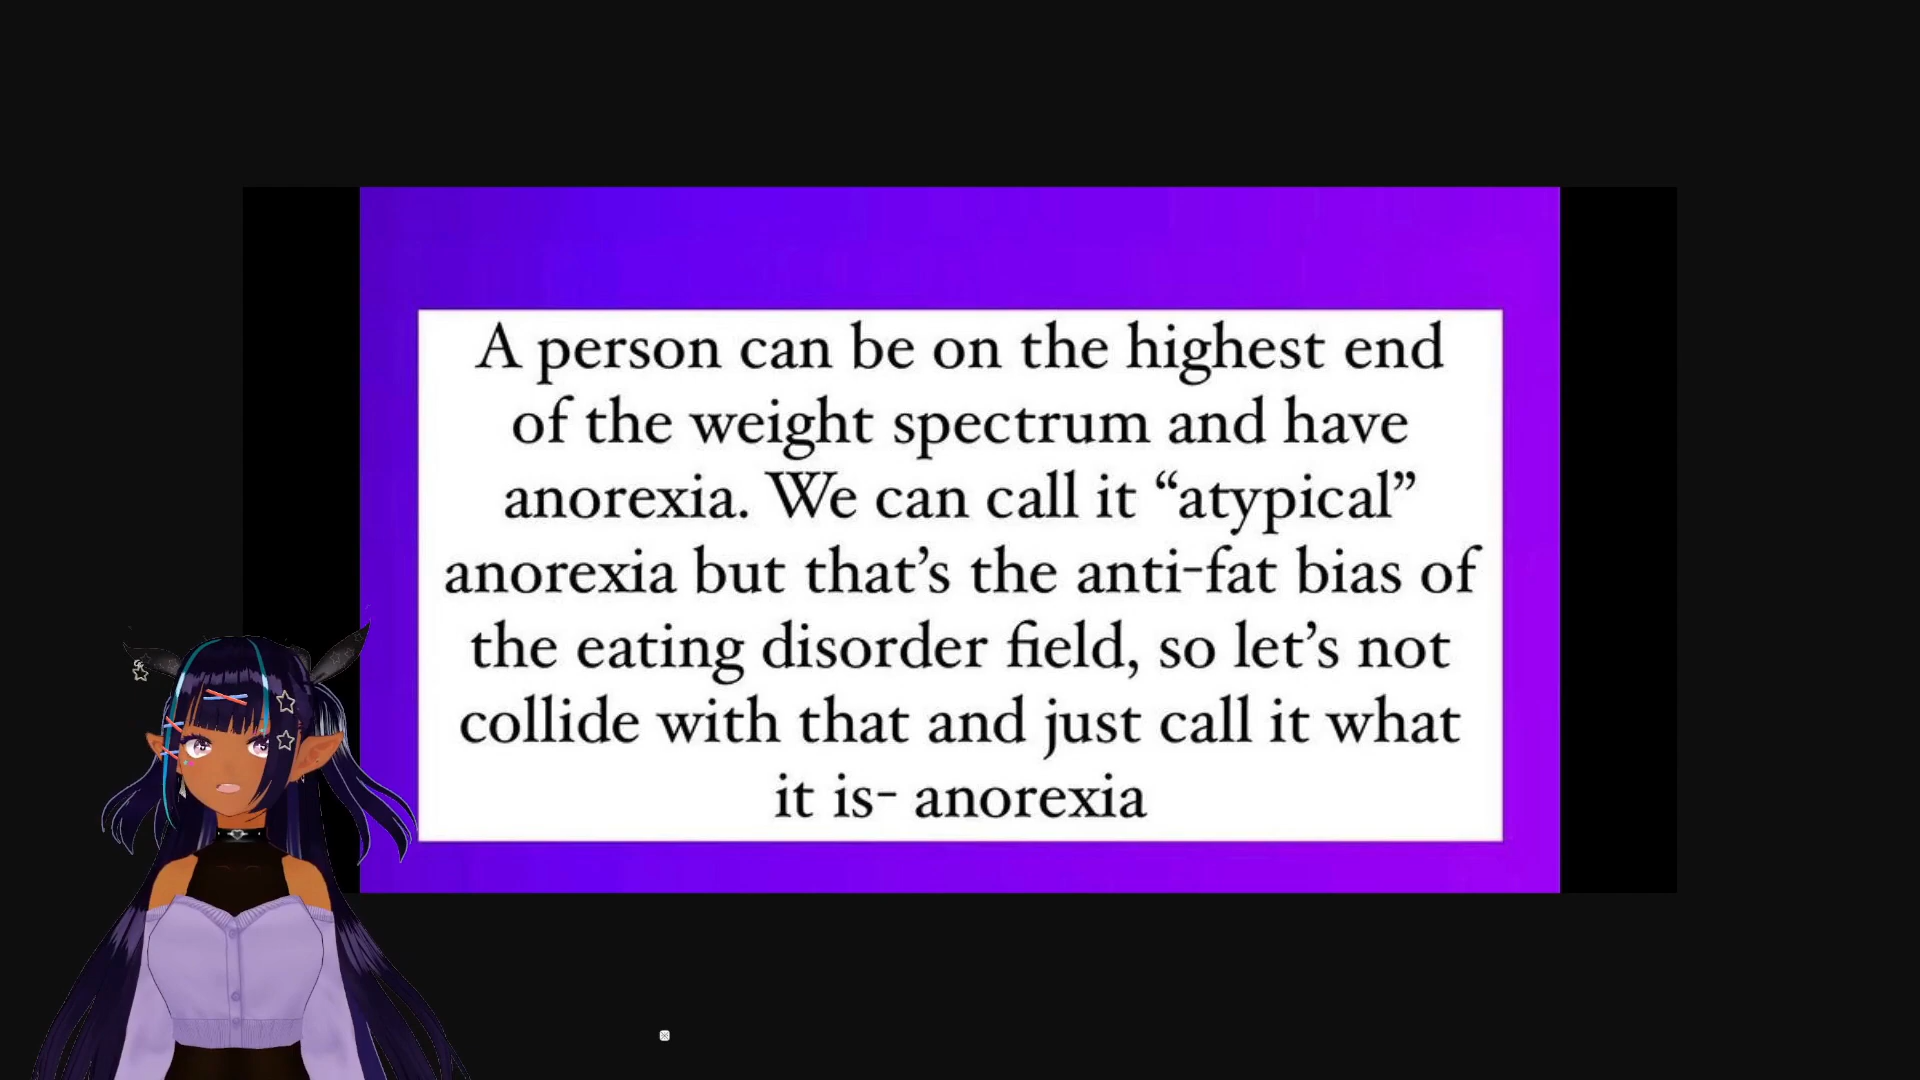 A person can be on the highest end
of the weight spectrum and have
anorexia. We can call it “atypical”
anorexia but that’s the anti-fat bias of
the eating disorder field, so let’s not
collide with that and just call it what
it is- anorexia